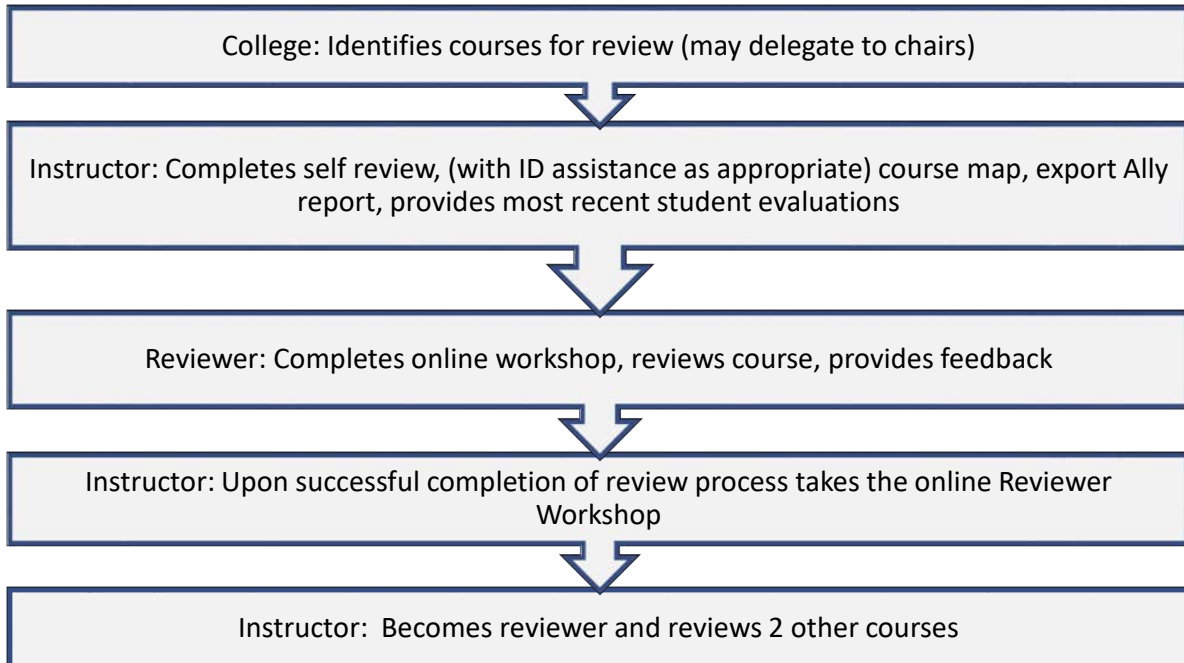 College: Identifies courses for review (may delegate to chairs)
Instructor: Completes self review, (with ID assistance as appropriate) course map, export Ally
report, provides most recent student evaluations
Reviewer: Completes online workshop, reviews course, provides feedback
Instructor: Upon successful completion of review process takes the online Reviewer
Workshop
Instructor:  Becomes reviewer and reviews 2 other courses